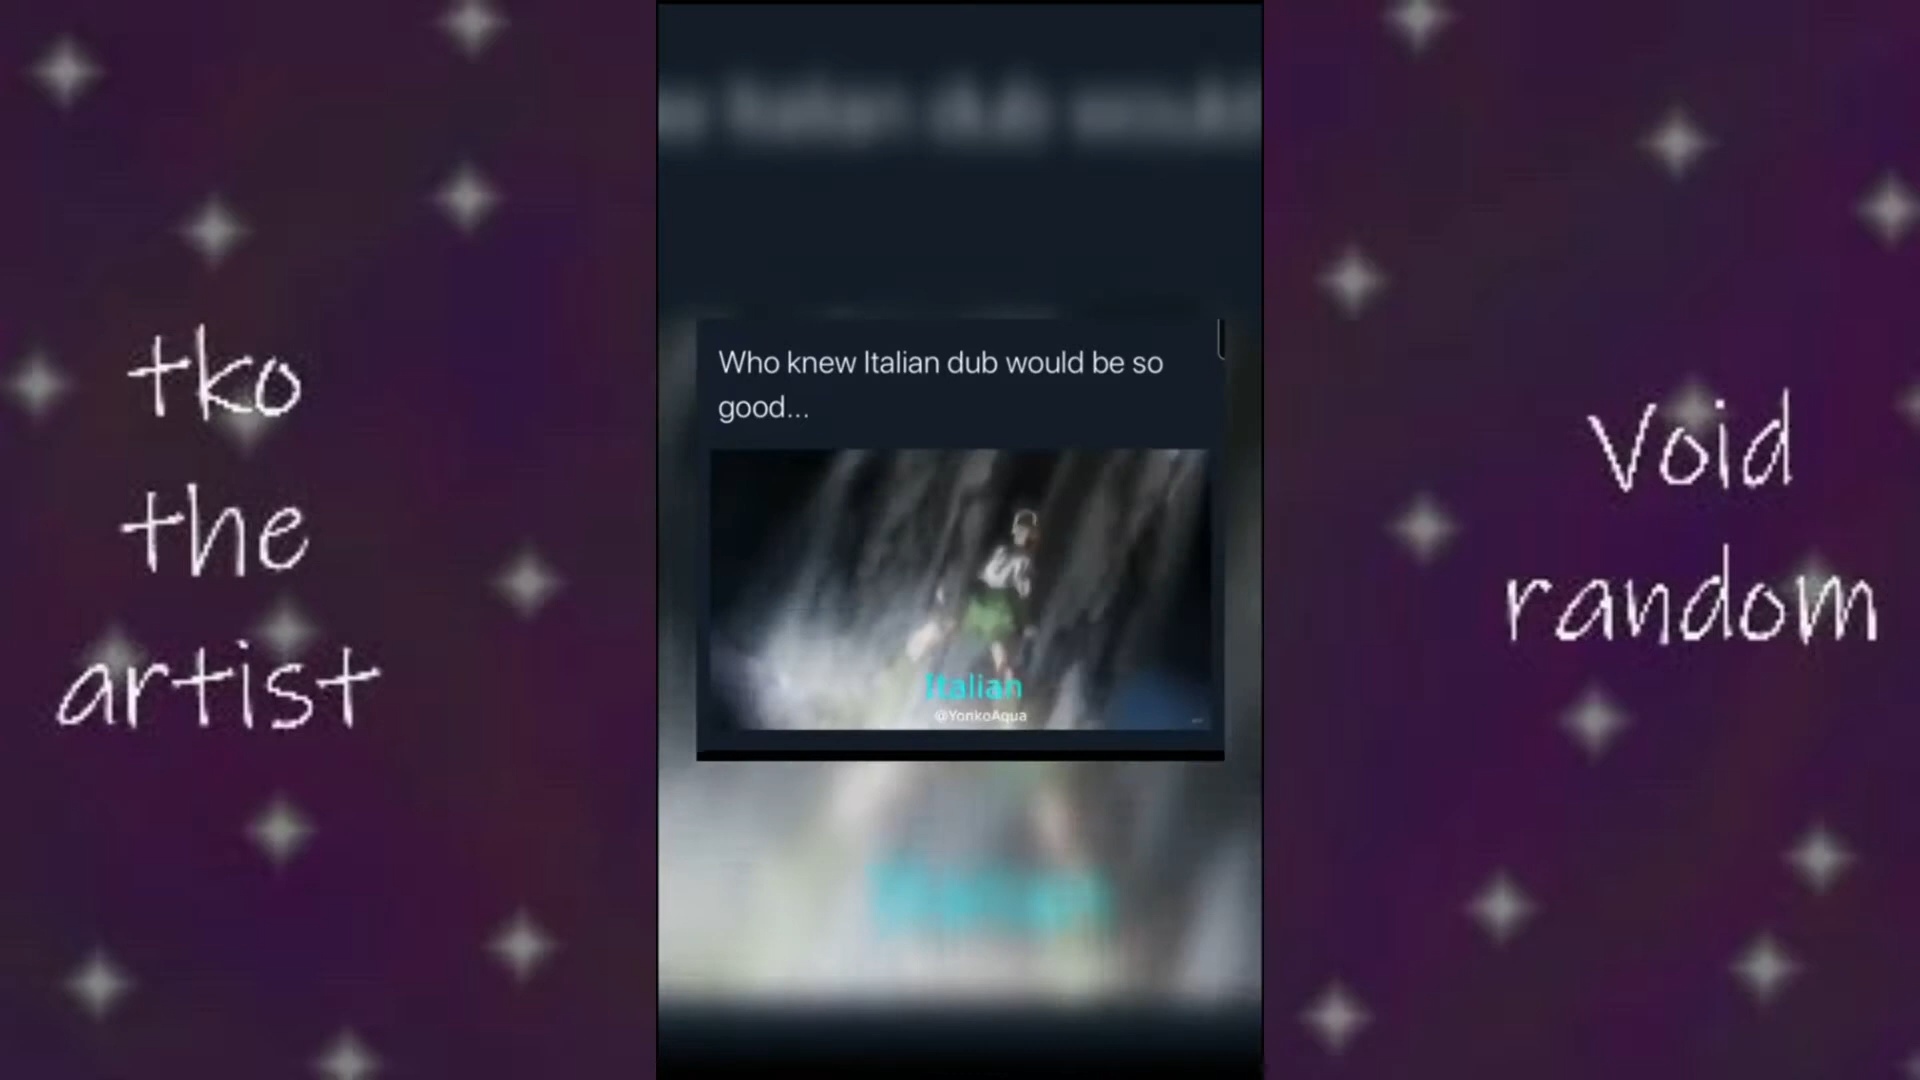 tko
the
artist
Who knew Italian dub would be so
good...
Italian
@YonkoAqua
Void
random